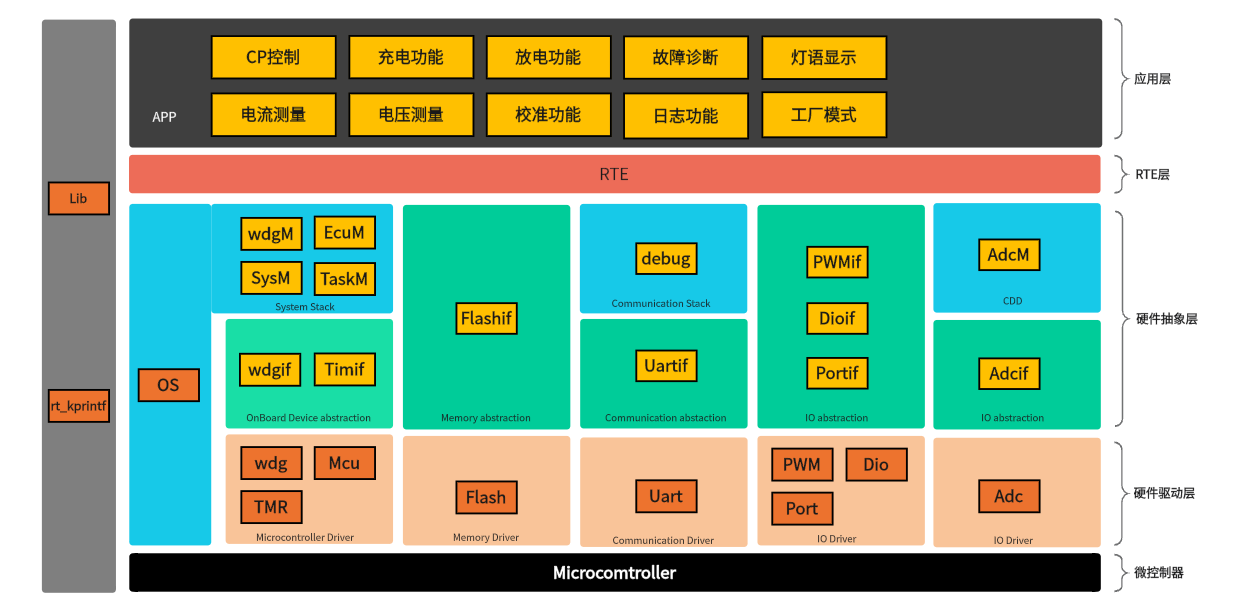 CP控制
充电功能
放电功能
故障诊断
灯语显示
应用层
APP
电流测量
电压测量
校准功能
日志功能
工厂模式
RTE
RTE层
Lib
rt_kprintf
OS
wdgM
EcuM
SysM
TaskM
System Stack
wdgif
Timif
OnBoard Device abstraction
Flashif
Memory abstraction
debug
Communication Stack
Uartif
Communication abstaction
PWMif
Dioif
Portif
IO abstraction
AdcM
CDD
Adcif
IO abstraction
硬件抽象层
wdg
Mcu
TMR
Microcontroller Driver
Flash
Memory Driver
Uart
Communication Driver
PWM
Dio
Port
IO Driver
Adc
IO Driver
硬件驱动层
Microcomtroller
微控制器